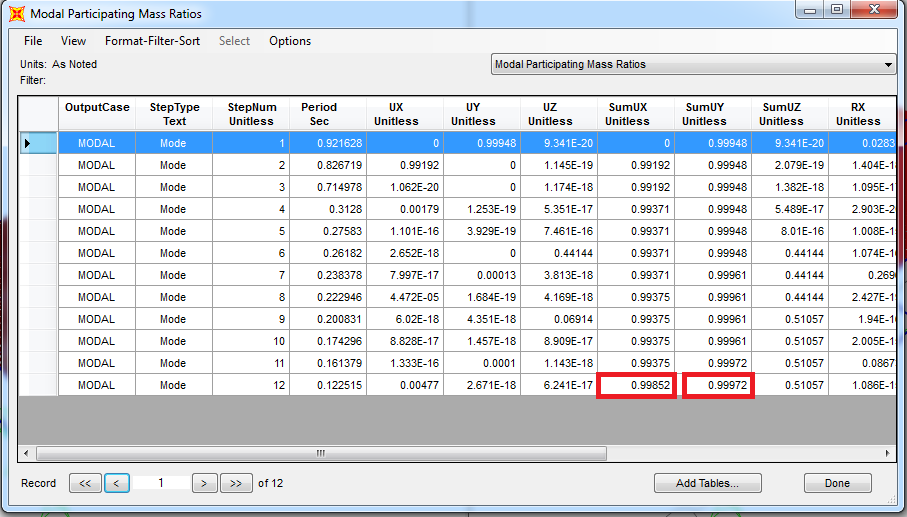 Modal Participating Mass Ratios
File View Format-Filter-Sort Select Options
Units: As Noted
Filter:
Modal Participating Mass Ratios
OutputCase StepType Text StepNum Unitless Period Sec UX Unitless UY Unitless UZ Unitless SumUX Unitless SumUY Unitless SumUZ Unitless RX Unitless
MODAL Mode 1 0.921628 0 0.99948 9.341E-20 0 0.99948 9.341E-20 0.0283
MODAL Mode 2 0.826719 0.99192 0 1.145E-19 0.99192 0.99948 2.079E-19 1.404E-1
MODAL Mode 3 0.714978 1.062E-20 0 1.174E-18 0.99192 0.99948 1.382E-18 1.095E-1
MODAL Mode 4 0.3128 0.00179 1.253E-19 5.351E-17 0.99371 0.99948 5.489E-17 2.903E-2
MODAL Mode 5 0.27583 1.101E-16 3.929E-19 7.461E-16 0.99371 0.99948 8.01E-16 1.008E-1
MODAL Mode 6 0.26182 2.652E-18 0 0.44144 0.99371 0.99948 0.44144 1.074E-1
MODAL Mode 7 0.238378 7.997E-17 0.00013 3.813E-18 0.99371 0.99961 0.44144 0.269
MODAL Mode 8 0.222946 4.472E-05 1.684E-19 4.169E-18 0.99375 0.99961 0.44144 2.427E-1
MODAL Mode 9 0.200831 6.02E-18 4.351E-18 0.06914 0.99375 0.99961 0.51057 1.94E-1
MODAL Mode 10 0.174296 8.828E-17 1.457E-18 8.909E-17 0.99375 0.99961 0.51057 2.005E-1
MODAL Mode 11 0.161379 1.333E-16 0.0001 1.143E-18 0.99375 0.99972 0.51057 0.0867
MODAL Mode 12 0.122515 0.00477 2.671E-18 6.241E-17 0.99852 0.99972 0.51057 1.086E-1
Record << < 1 > >> of 12 Add Tables... Done